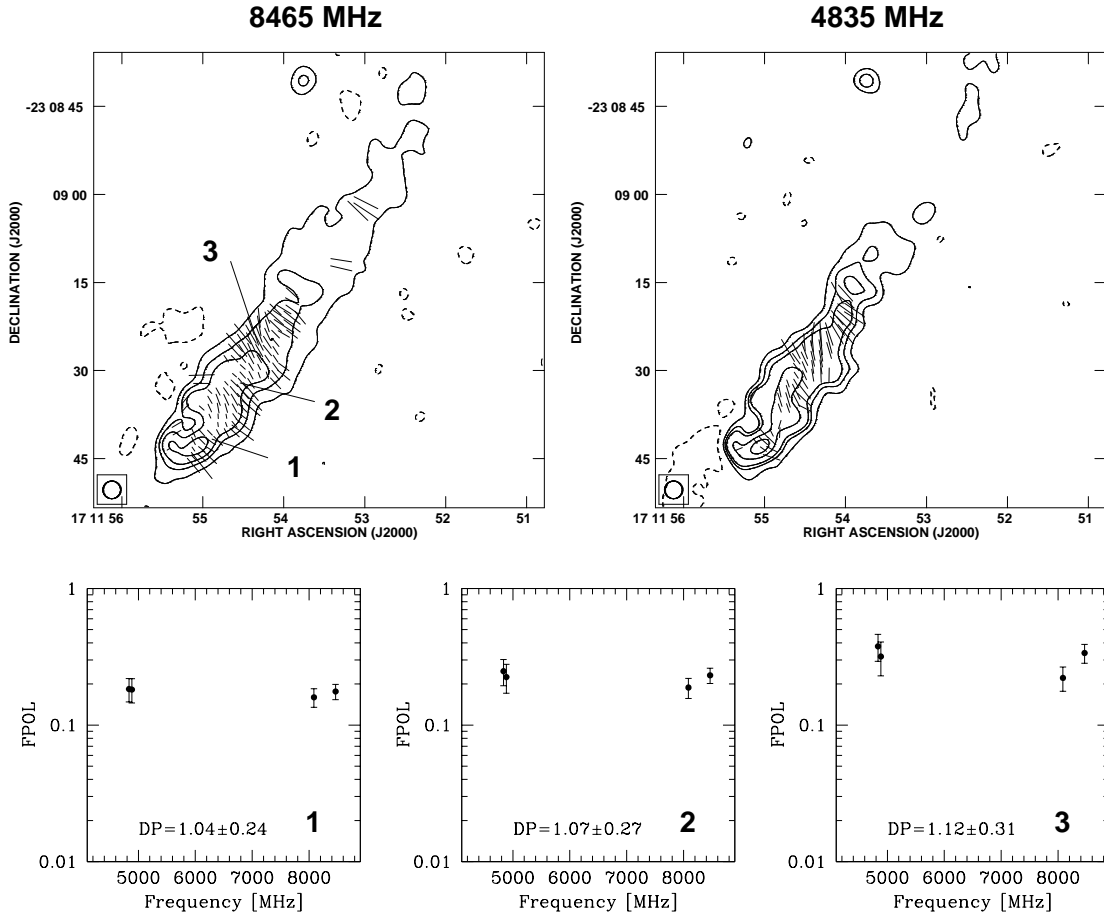 8465 MHz
4835 MHz
DECLINATION (J2000)
-23 08 45
09 00
15
30
45
3
2
1
17 11 56
55
54
53
52
51
RIGHT ASCENSION (J2000)
DECLINATION (J2000)
-23 08 45
09 00
15
30
45
17 11 56
55
54
53
52
51
RIGHT ASCENSION (J2000)
FPOL
1
0.1
0.01
DP=1.04±0.24
1
5000 6000 7000 8000
Frequency [MHz]
FPOL
1
0.1
0.01
DP=1.07±0.27
2
5000 6000 7000 8000
Frequency [MHz]
FPOL
1
0.1
0.01
DP=1.12±0.31
3
5000 6000 7000 8000
Frequency [MHz]